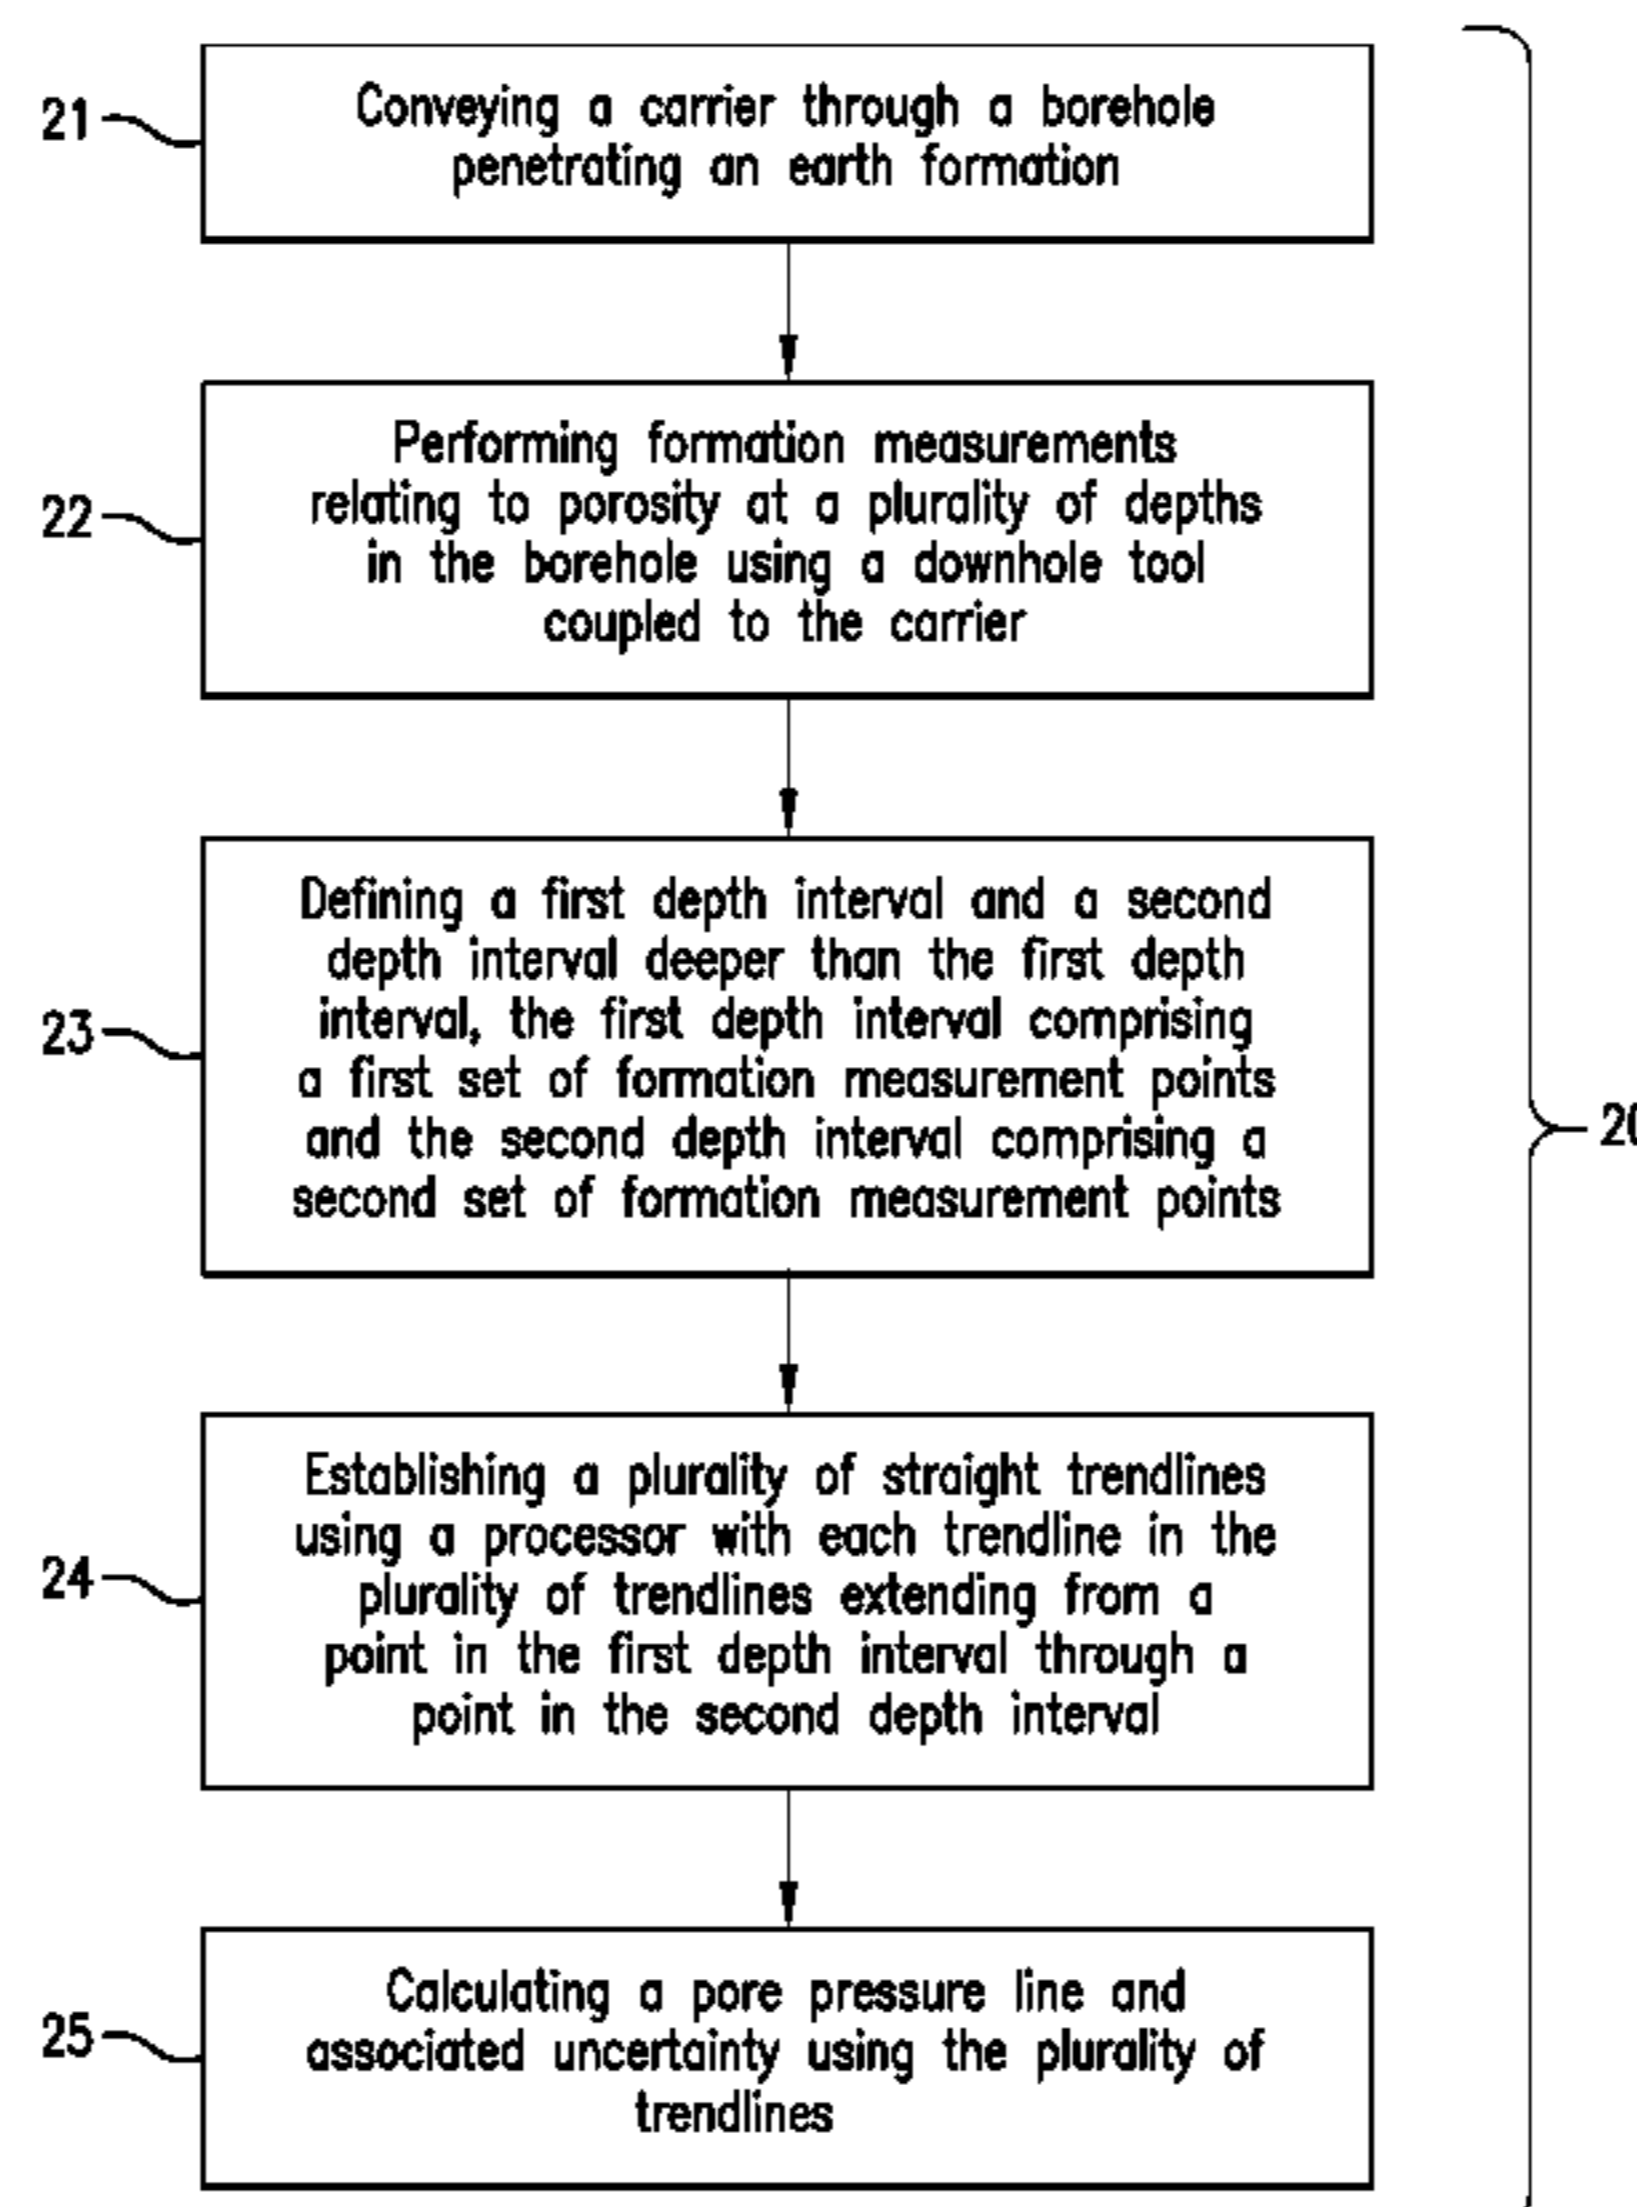 21
Conveying a carrier through a borehole
penetrating an earth formation
22
Performing formation measurements
relating to porosity at a plurality of depths
in the borehole using a downhole tool
coupled to the carrier
23
Defining a first depth interval and a second
depth interval deeper than the first depth
interval, the first depth interval comprising
a first set of formation measurement points
and the second depth interval comprising a
second set of formation measurement points
24
Establishing a plurality of straight trendlines
using a processor with each trendline in the
plurality of trendlines extending from a
point in the first depth interval through a
point in the second depth interval
25
Calculating a pore pressure line and
associated uncertainty using the plurality of
trendlines